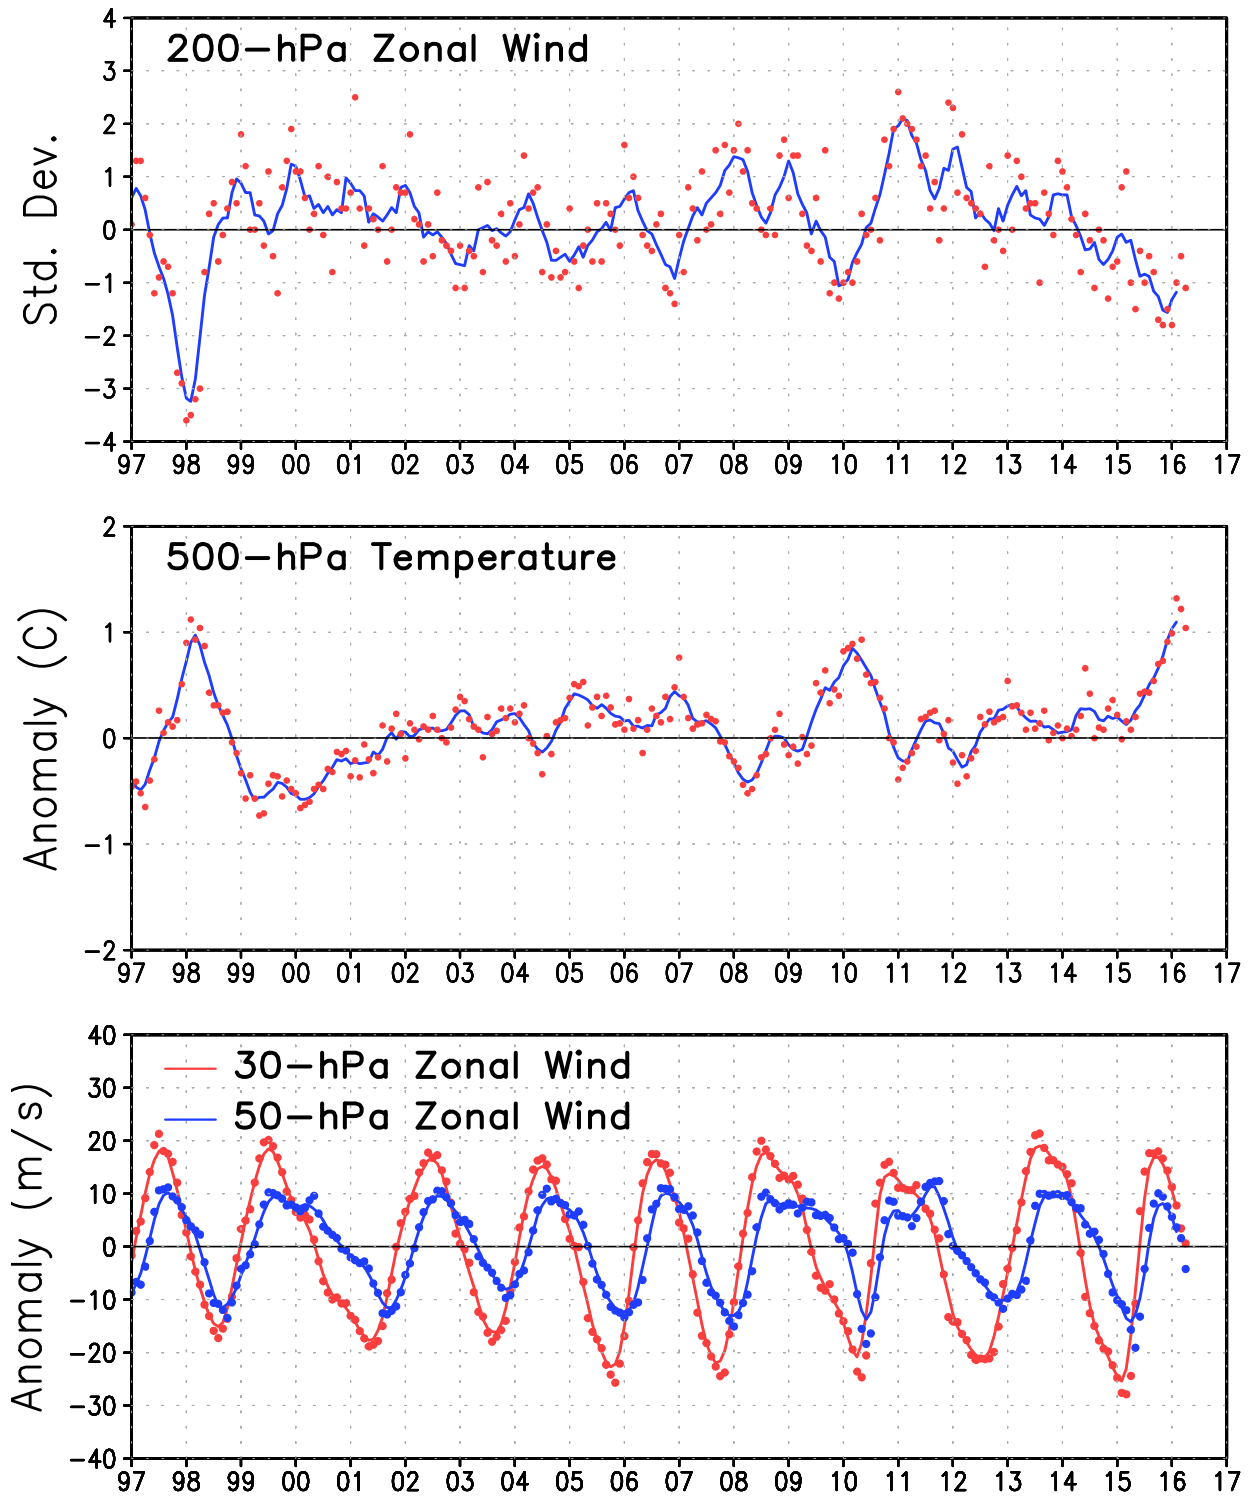 200-hPa Zonal Wind
Std. Dev.
4
3
2
1
0
-1
-2
-3
-4
97 98 99 00 01 02 03 04 05 06 07 08 09 10 11 12 13 14 15 16 17
500-hPa Temperature
Anomaly (C)
2
1
0
-1
-2
97 98 99 00 01 02 03 04 05 06 07 08 09 10 11 12 13 14 15 16 17
30-hPa Zonal Wind
50-hPa Zonal Wind
Anomaly (m/s)
40
30
20
10
0
-10
-20
-30
-40
97 98 99 00 01 02 03 04 05 06 07 08 09 10 11 12 13 14 15 16 17